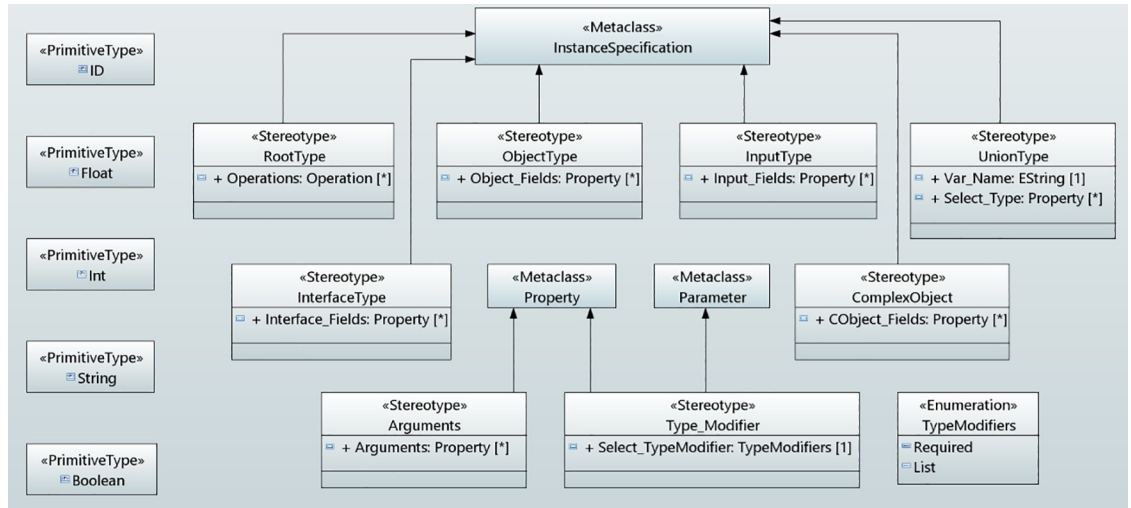 «PrimitiveType»
ID
«PrimitiveType»
Float
«PrimitiveType»
Int
«PrimitiveType»
String
«PrimitiveType»
Boolean
«Metaclass»
InstanceSpecification
«Stereotype»
RootType
+ Operations: Operation [*]
«Stereotype»
ObjectType
+ Object_Fields: Property [*]
«Stereotype»
InputType
+ Input_Fields: Property [*]
«Stereotype»
UnionType
+ Var_Name: EString [1]
+ Select_Type: Property [*]
«Stereotype»
InterfaceType
+ Interface_Fields: Property [*]
«Metaclass»
Property
«Metaclass»
Parameter
«Stereotype»
ComplexObject
+ CObject_Fields: Property [*]
«Stereotype»
Arguments
+ Arguments: Property [*]
«Stereotype»
Type_Modifier
+ Select_TypeModifier: TypeModifiers [1]
«Enumeration»
TypeModifiers
Required
List